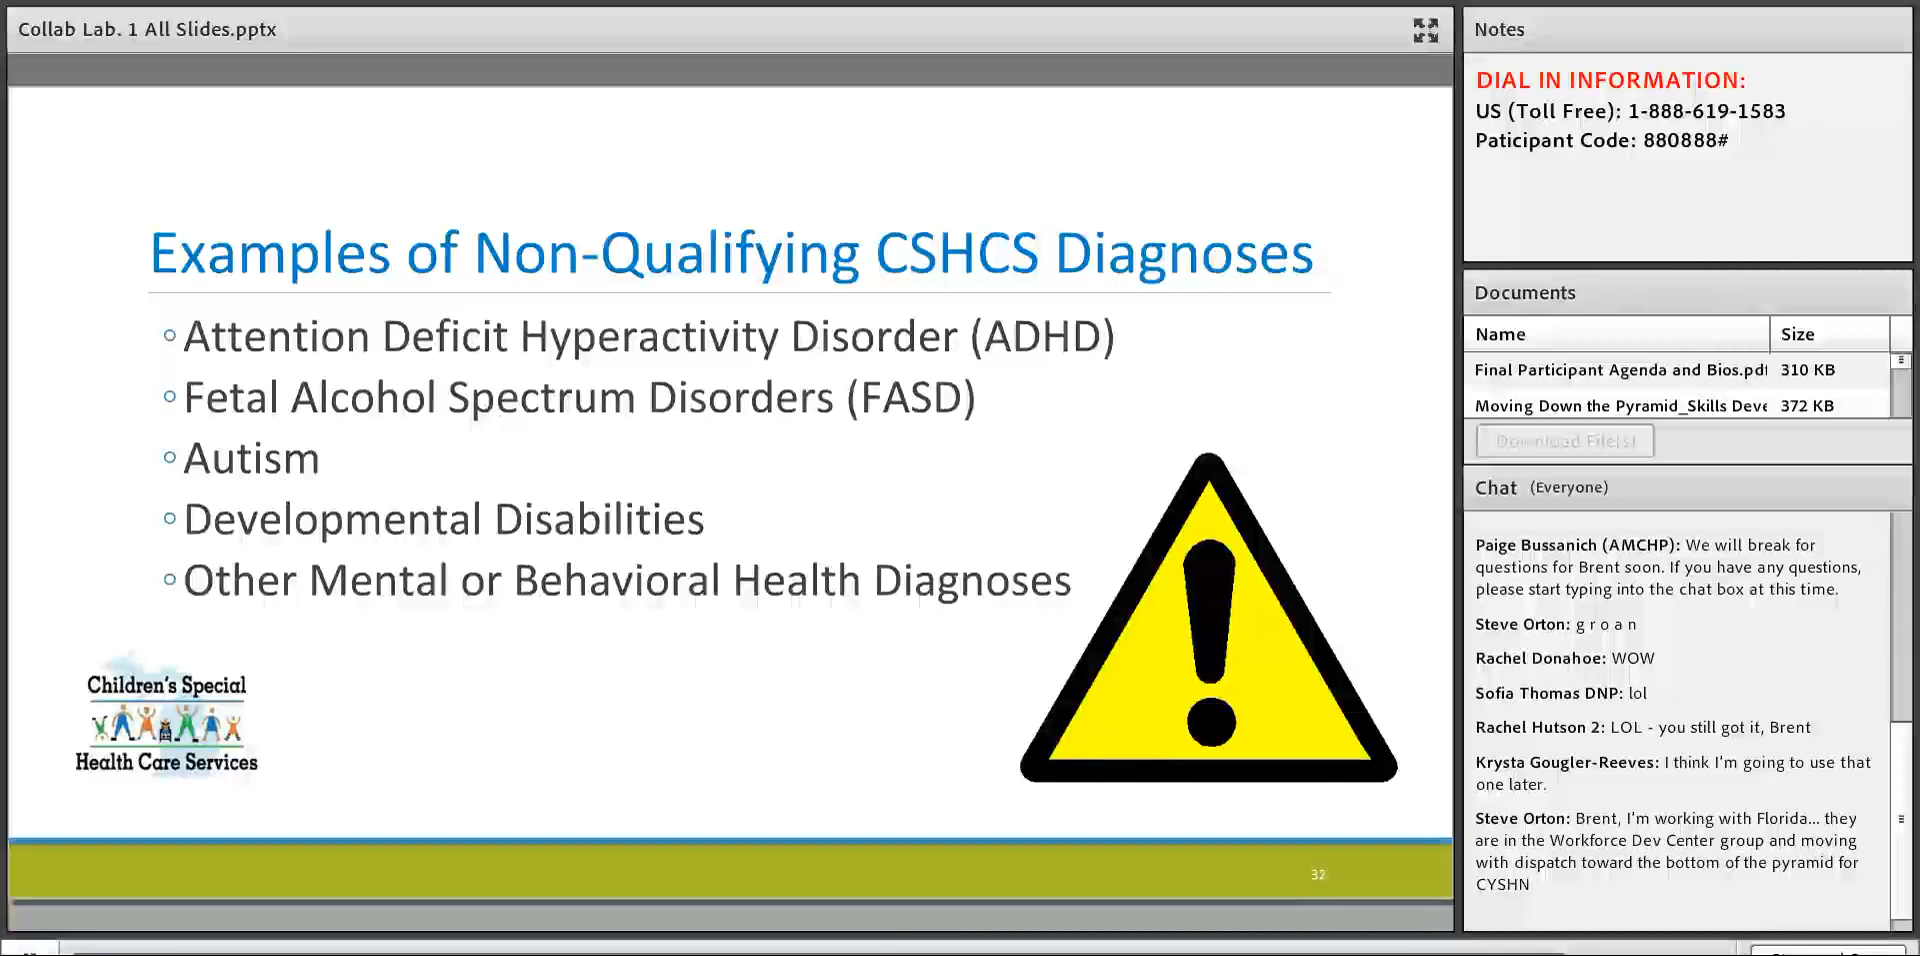 Collab Lab. 1 All Slides.pptx
Examples of Non-Qualifying CSHCS Diagnoses
Attention Deficit Hyperactivity Disorder (ADHD)
Fetal Alcohol Spectrum Disorders (FASD)
Autism
Developmental Disabilities
Other Mental or Behavioral Health Diagnoses
Children's Special
Health Care Services
32
Notes
DIAL IN INFORMATION:
US (Toll Free): 1-888-619-1583
Paticipant Code: 880888#
Documents
Name Size
Final Participant Agenda and Bios.pdf 310 KB
Moving Down the Pyramid_Skills Deve 372 KB
Download File(s)
Chat (Everyone)
Paige Bussanich (AMCHP): We will break for
questions for Brent soon. If you have any questions,
please start typing into the chat box at this time.
Steve Orton: g r o a n
Rachel Donahoe: WOW
Sofia Thomas DNP: lol
Rachel Hutson 2: LOL - you still got it, Brent
Krysta Gougler-Reeves: I think I'm going to use that
one later.
Steve Orton: Brent, I'm working with Florida... they
are in the Workforce Dev Center group and moving
with dispatch toward the bottom of the pyramid for
CYSHN